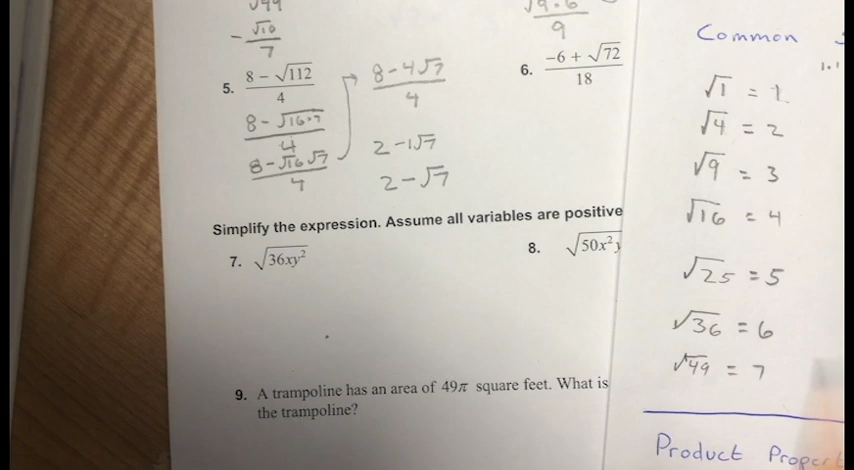 - √10
7
√9·6
9
Common
5. 8 - √112
4
8 - 4√7
4
6. -6 + √72
18
8 - √16·7
4
8 - √16 √7
4
2 - 1√7
2 - √7
√1 = 1
√4 = 2
√9 = 3
√16 = 4
√25 = 5
√36 = 6
√49 = 7
Simplify the expression. Assume all variables are positive
7. √36xy²
8. √50x²y
9. A trampoline has an area of 49π square feet. What is
the trampoline?
Product Proper